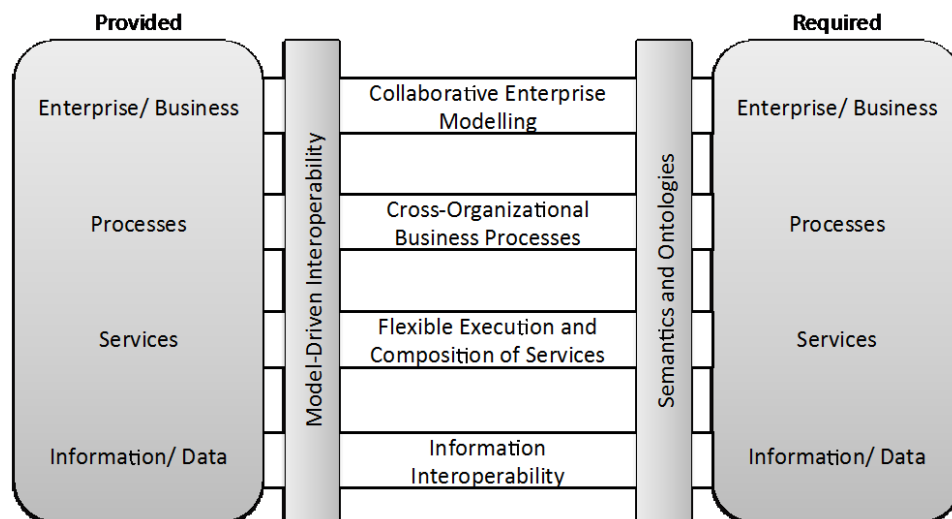 Provided
Required
Enterprise/ Business
Processes
Services
Information/ Data
Model-Driven Interoperability
Collaborative Enterprise
Modelling
Cross-Organizational
Business Processes
Flexible Execution and
Composition of Services
Information
Interoperability
Semantics and Ontologies
Enterprise/ Business
Processes
Services
Information/ Data